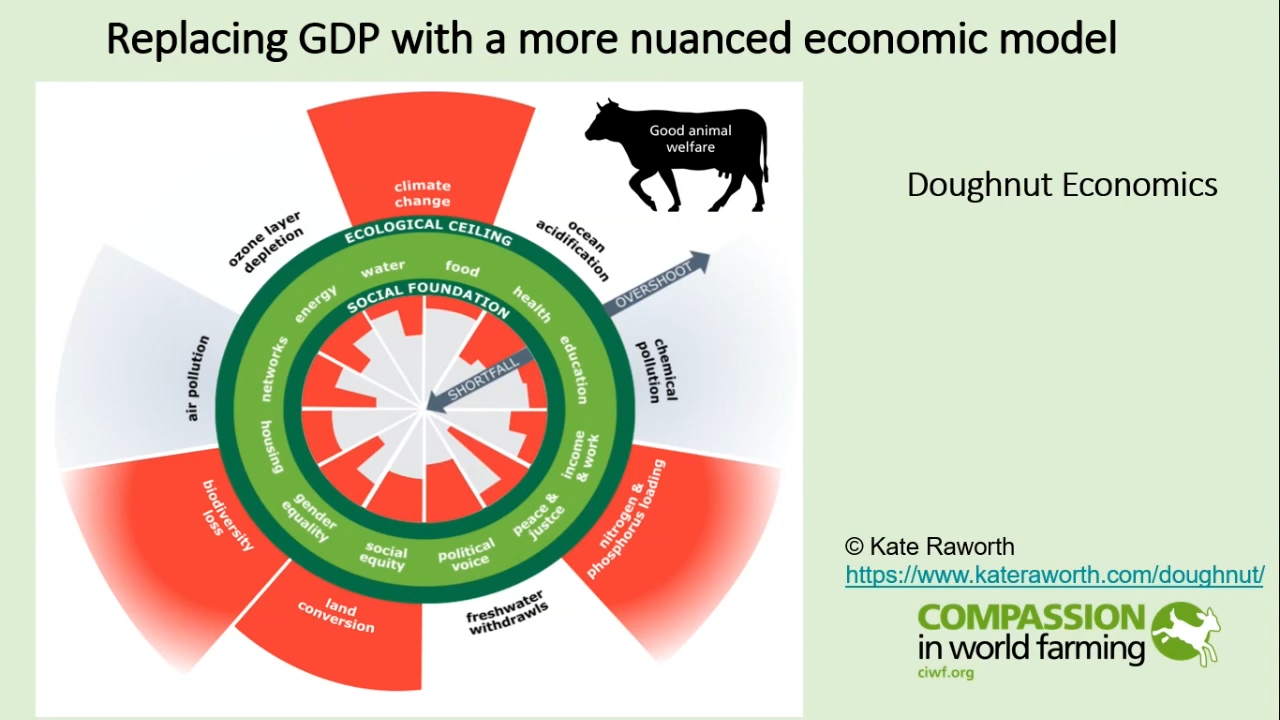 Replacing GDP with a more nuanced economic model
Good animal
welfare
Doughnut Economics
climate
change
ECOLOGICAL CEILING
ozone layer
depletion
ocean
acidification
OVERSHOOT
water
food
energy
health
SOCIAL FOUNDATION
SHORTFALL
networks
education
air pollution
chemical
pollution
housing
income
& work
gender
equality
peace &
justce
social
equity
political
voice
biodiversity
loss
nitrogen &
phosphorus loading
land
conversion
freshwater
withdrawls
© Kate Raworth
https://www.kateraworth.com/doughnut/
COMPASSION
in world farming
ciwf.org